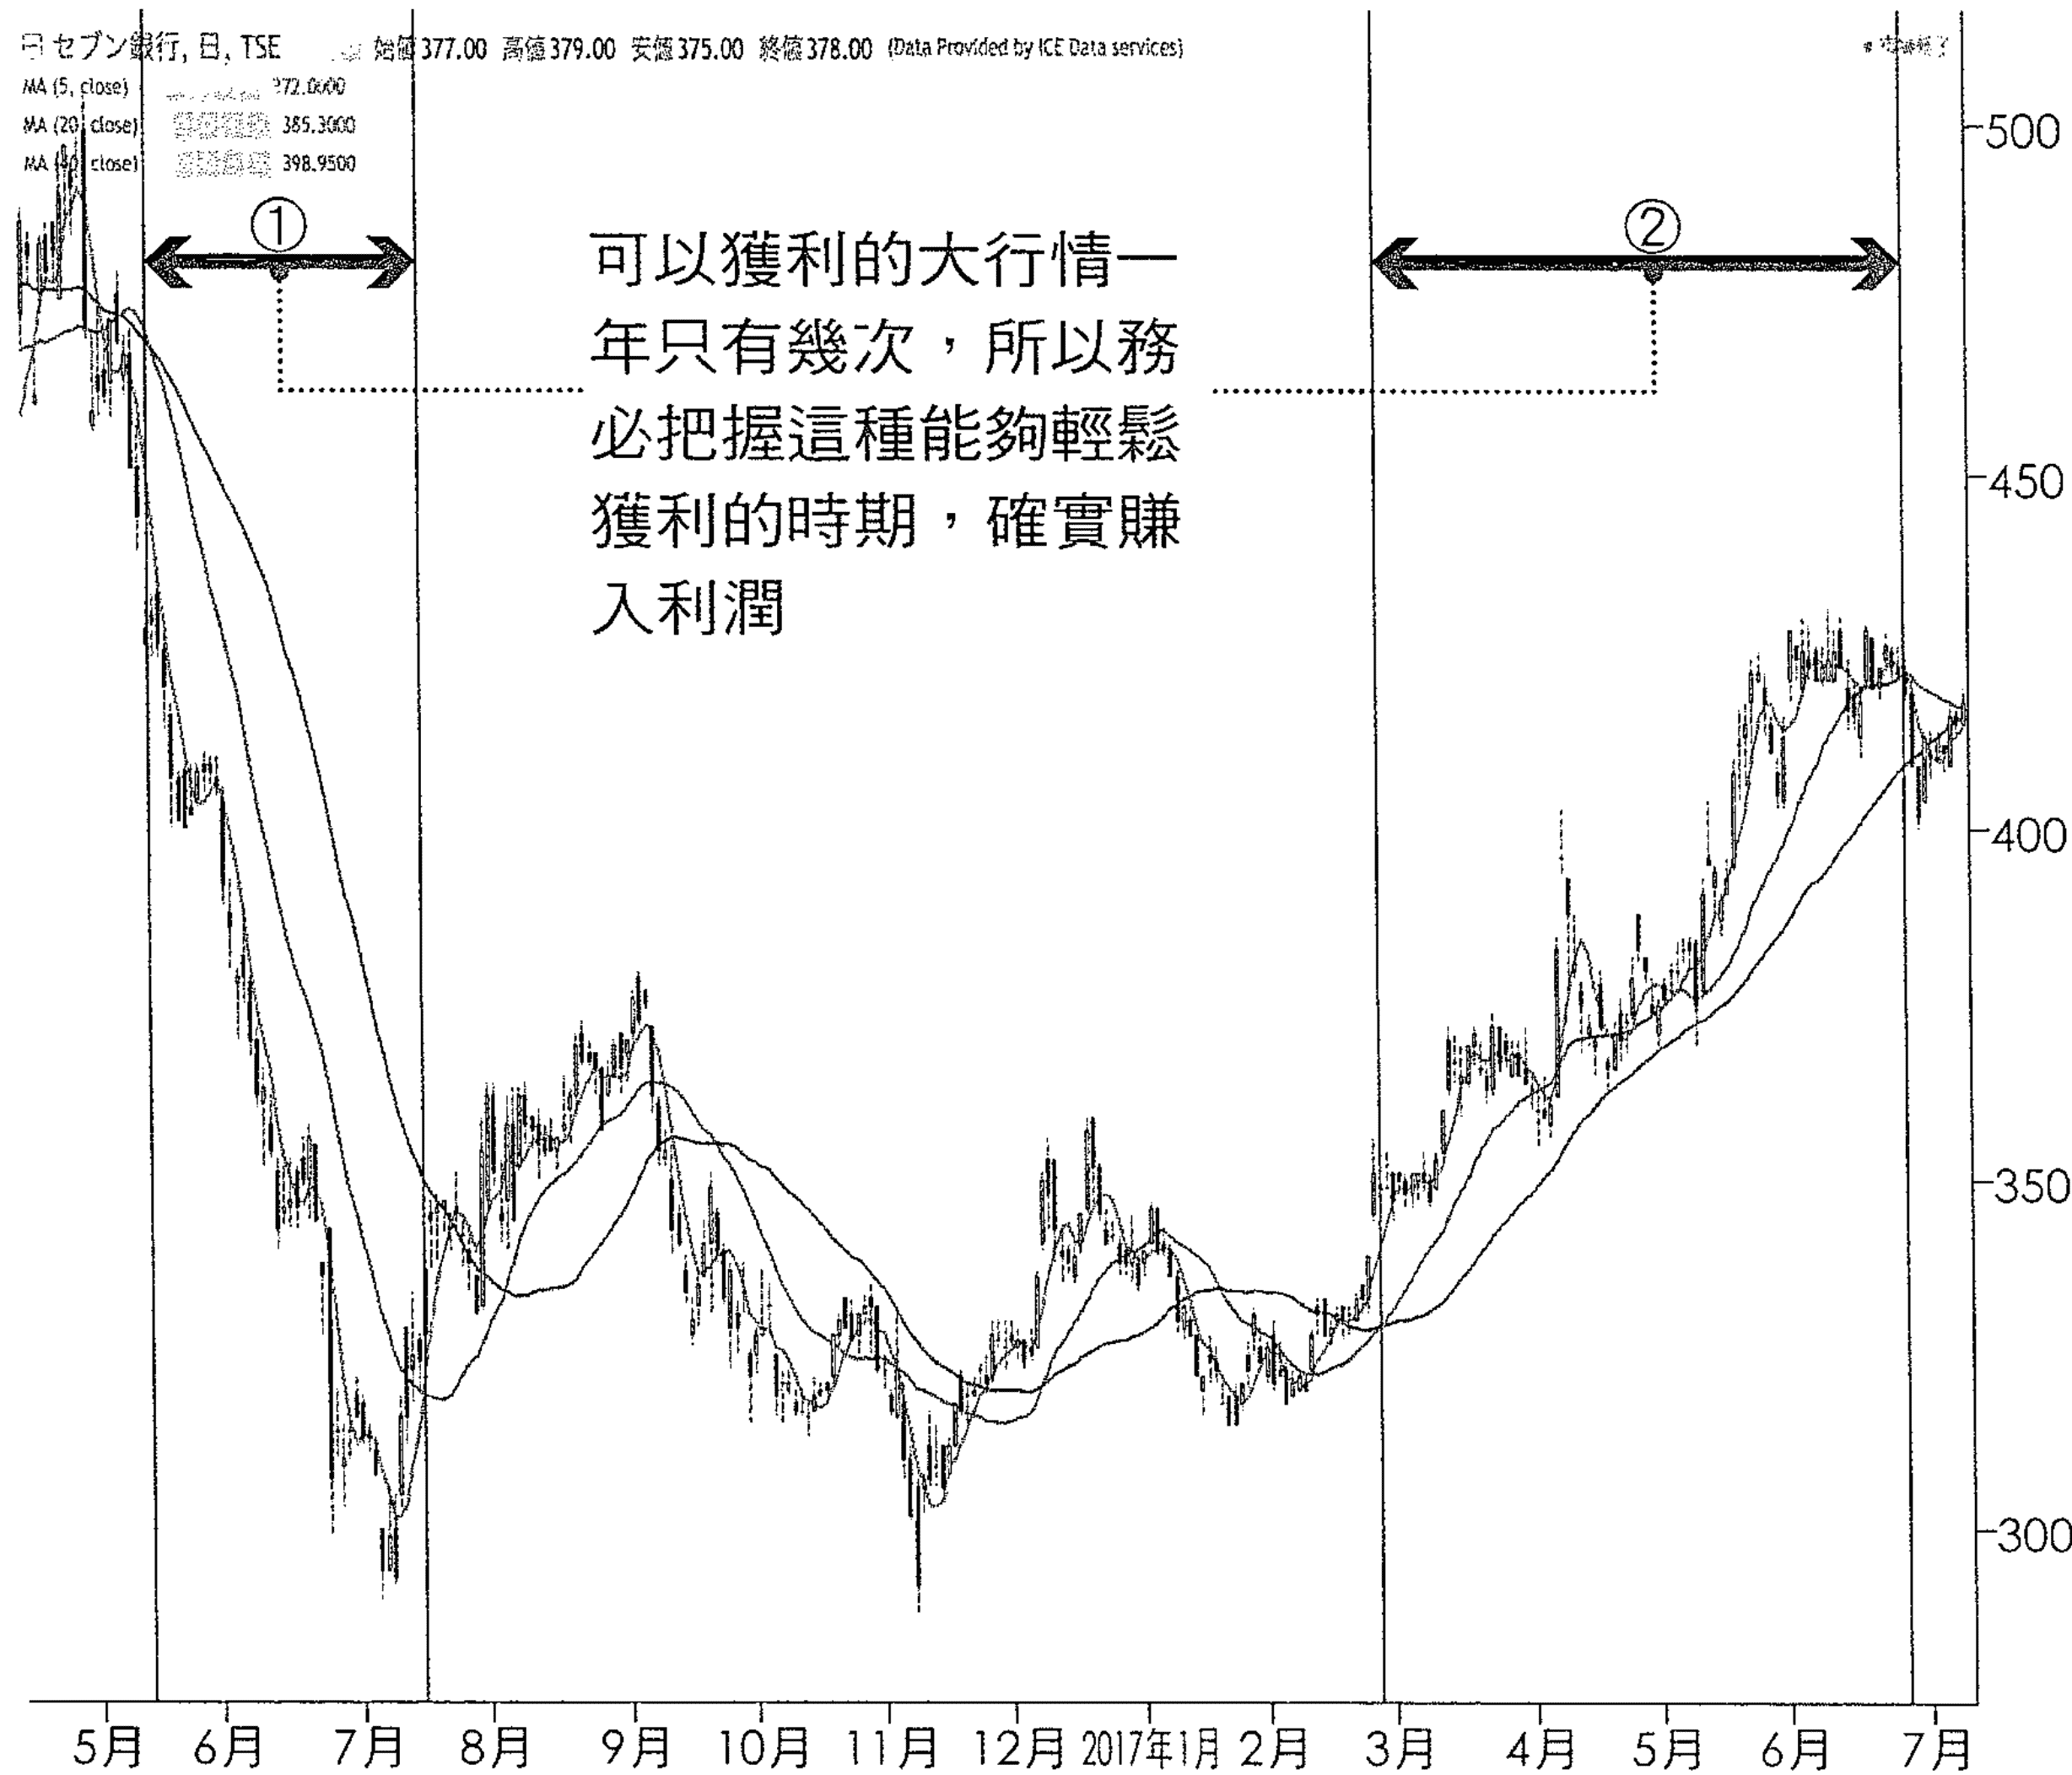 日 セブン銀行, 日, TSE 始値377.00 高値379.00 安値375.00 終値378.00 (Data Provided by ICE Data services)
MA (5, close) 372.0000
MA (20, close) 385.3000
MA close) 398.9500
①
②
可以獲利的大行情一
年只有幾次，所以務
必把握這種能夠輕鬆
獲利的時期，確實賺
入利潤
500
450
400
350
300
5月 6月 7月 8月 9月 10月 11月 12月 2017年1月 2月 3月 4月 5月 6月 7月